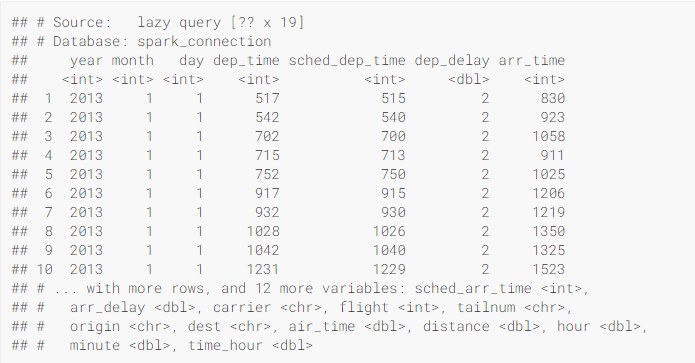 ## # Source:   lazy query [?? x 19]
## # Database: spark_connection
##     year month   day dep_time sched_dep_time dep_delay arr_time
##    <int> <int> <int>    <int>          <int>     <dbl>    <int>
##  1  2013     1     1      517            515         2      830
##  2  2013     1     1      542            540         2      923
##  3  2013     1     1      702            700         2     1058
##  4  2013     1     1      715            713         2      911
##  5  2013     1     1      752            750         2     1025
##  6  2013     1     1      917            915         2     1206
##  7  2013     1     1      932            930         2     1219
##  8  2013     1     1     1028           1026         2     1350
##  9  2013     1     1     1042           1040         2     1325
## 10  2013     1     1     1231           1229         2     1523
## # ... with more rows, and 12 more variables: sched_arr_time <int>,
## #   arr_delay <dbl>, carrier <chr>, flight <int>, tailnum <chr>,
## #   origin <chr>, dest <chr>, air_time <dbl>, distance <dbl>, hour <dbl>,
## #   minute <dbl>, time_hour <dbl>